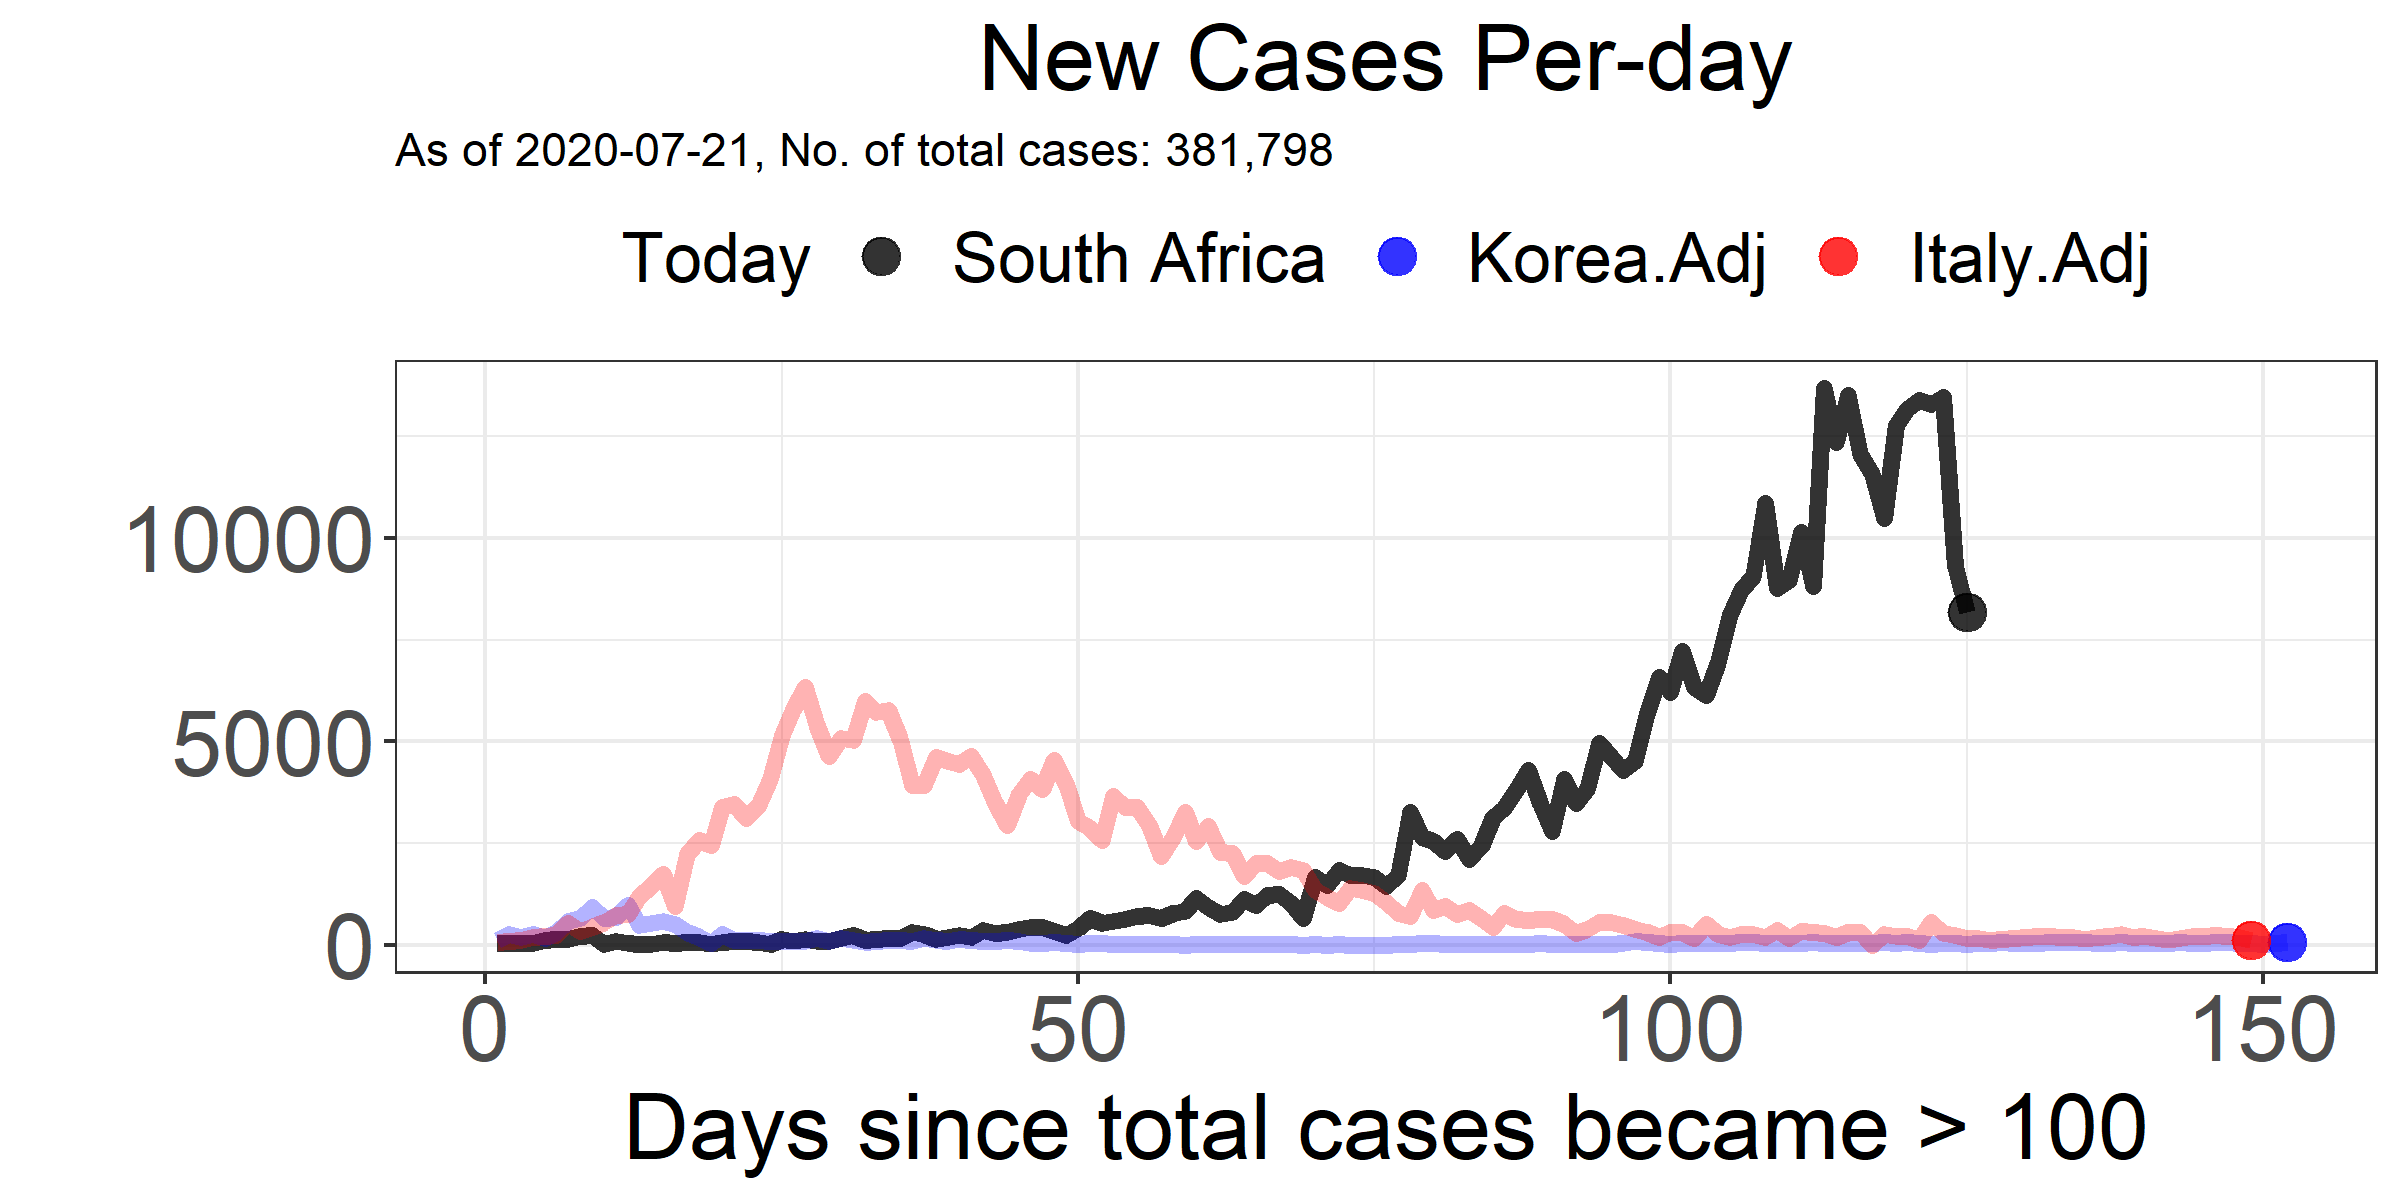 New Cases Per-day
As of 2020-07-21, No. of total cases: 381,798
Today South Africa Korea.Adj Italy.Adj
10000
5000
0
0 50 100 150
Days since total cases became > 100